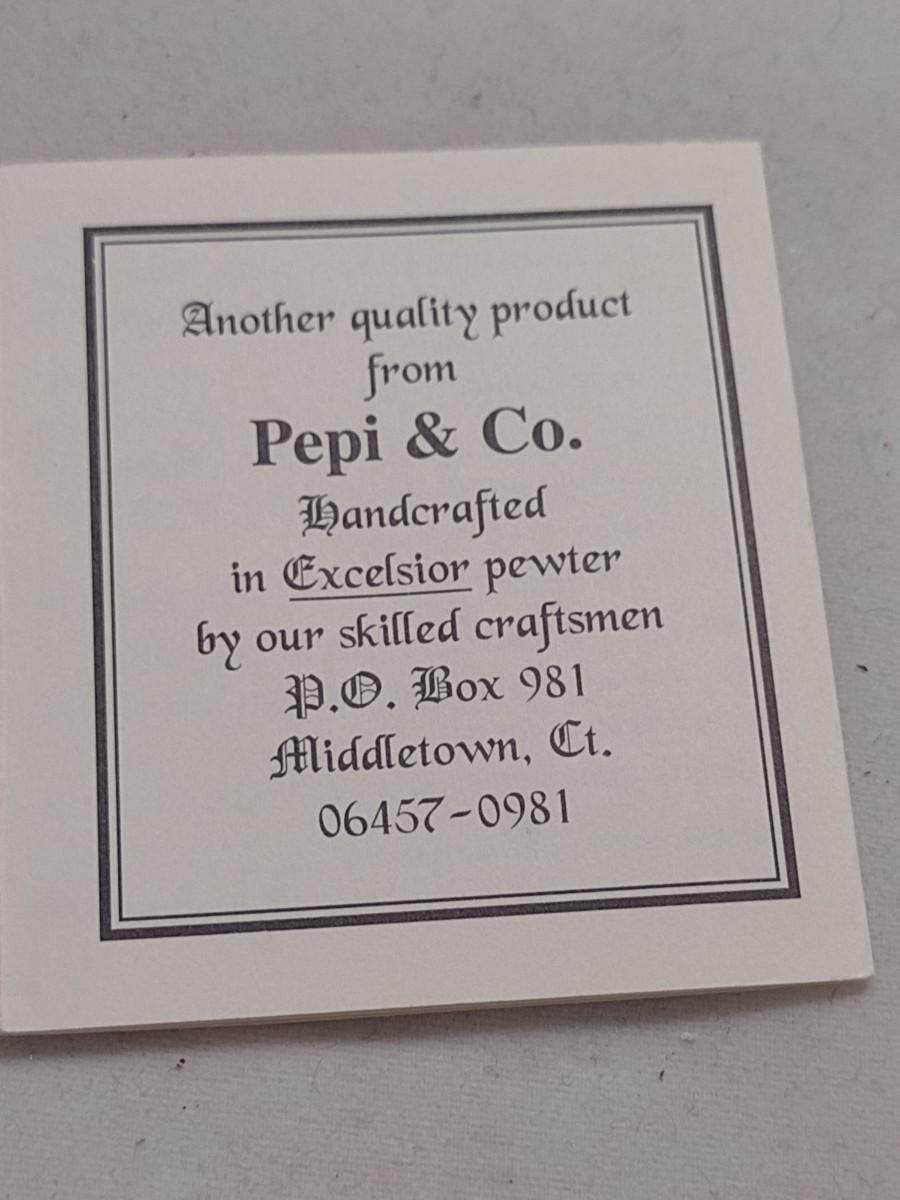 Another quality product
from
Pepi & Co.
Handcrafted
in Excelsior pewter
by our skilled craftsmen
P.O. Box 981
Middletown, Ct.
06457-0981